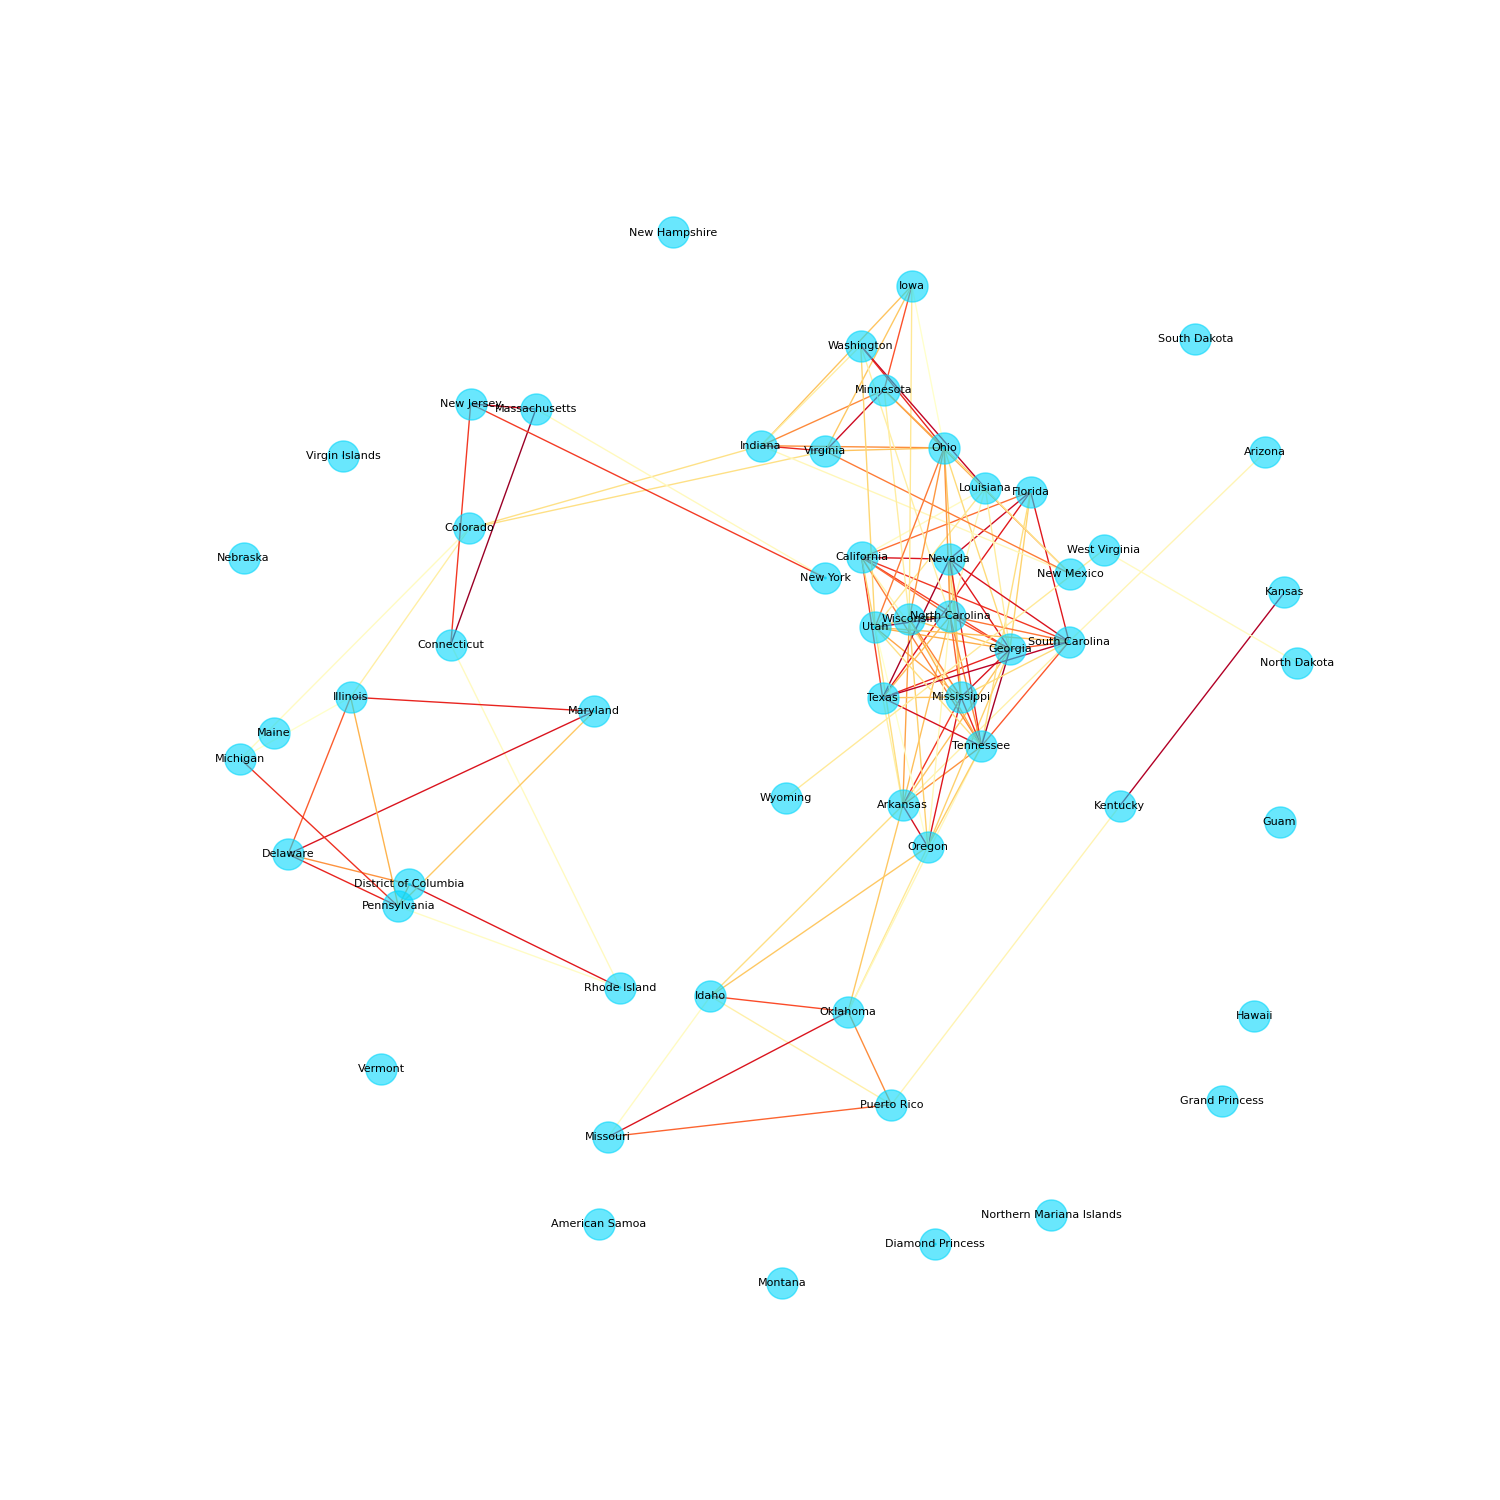 New Hampshire
Iowa
South Dakota
Washington
Minnesota
New Jersey
Massachusetts
Indiana
Virginia
Ohio
Virgin Islands
Arizona
Louisiana
Florida
Colorado
Nebraska
California
Nevada
West Virginia
New York
New Mexico
Kansas
Wisconsin
North Carolina
Utah
Connecticut
Georgia
South Carolina
North Dakota
Illinois
Texas
Mississippi
Maryland
Maine
Tennessee
Michigan
Wyoming
Arkansas
Kentucky
Guam
Delaware
Oregon
District of Columbia
Pennsylvania
Rhode Island
Idaho
Oklahoma
Hawaii
Vermont
Grand Princess
Puerto Rico
Missouri
Northern Mariana Islands
American Samoa
Diamond Princess
Montana